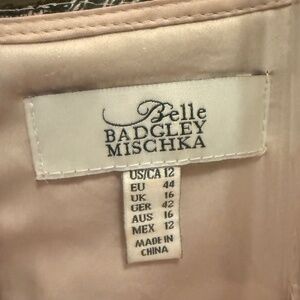 Belle
BADGLEY
MISCHKA
US/CA 12
EU 44
UK 16
GER 42
AUS 16
MEX 12
MADE IN
CHINA